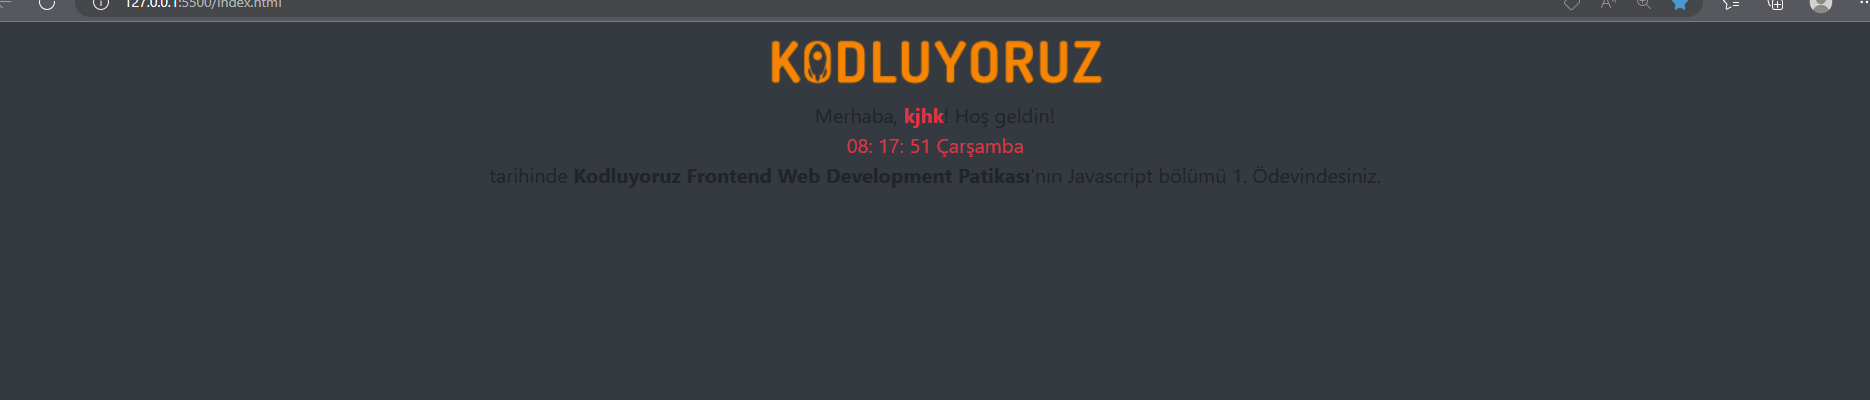 127.0.0.1:5500/index.html
KODLUYORUZ
Merhaba, kjhk! Hoş geldin!
08: 17: 51 Çarşamba
tarihinde Kodluyoruz Frontend Web Development Patikası'nın Javascript bölümü 1. Ödevindesiniz.